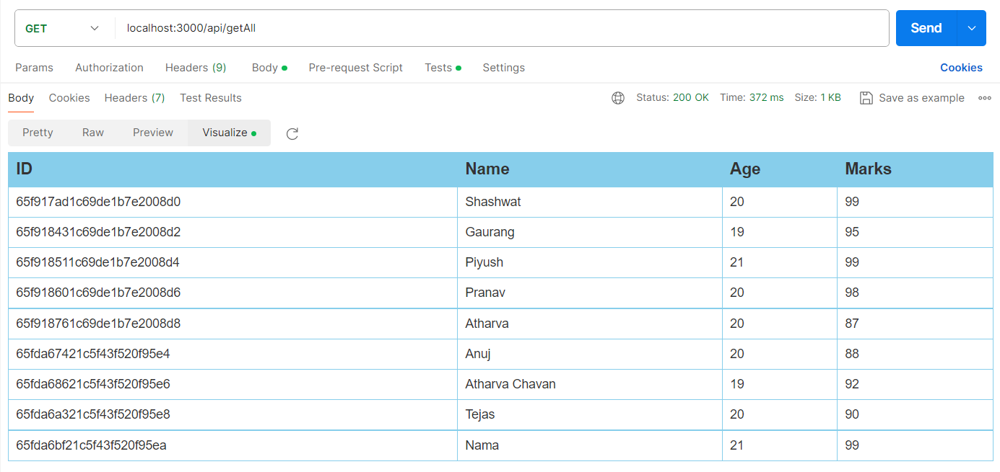 GET localhost:3000/api/getAll Send
Params Authorization Headers (9) Body Pre-request Script Tests Settings Cookies
Body Cookies Headers (7) Test Results Status: 200 OK Time: 372 ms Size: 1 KB Save as example
Pretty Raw Preview Visualize
ID Name Age Marks
65f917ad1c69de1b7e2008d0 Shashwat 20 99
65f918431c69de1b7e2008d2 Gaurang 19 95
65f918511c69de1b7e2008d4 Piyush 21 99
65f918601c69de1b7e2008d6 Pranav 20 98
65f918761c69de1b7e2008d8 Atharva 20 87
65fda67421c5f43f520f95e4 Anuj 20 88
65fda68621c5f43f520f95e6 Atharva Chavan 19 92
65fda6a321c5f43f520f95e8 Tejas 20 90
65fda6bf21c5f43f520f95ea Nama 21 99